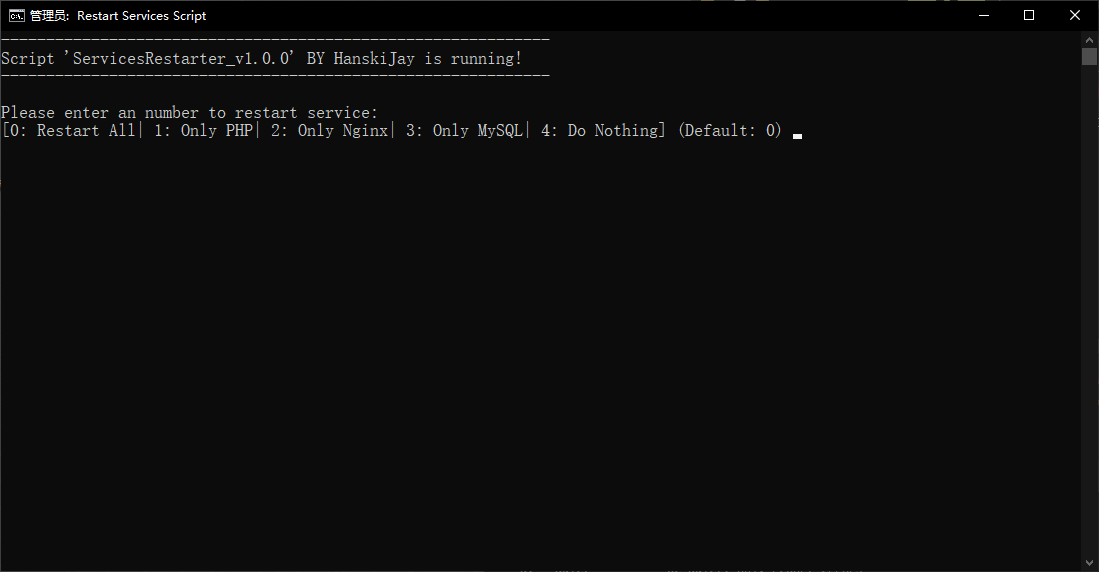 管理员: Restart Services Script
-------------------------------------------------------------
Script 'ServicesRestarter_v1.0.0' BY HanskiJay is running!
-------------------------------------------------------------
Please enter an number to restart service:
[0: Restart All| 1: Only PHP| 2: Only Nginx| 3: Only MySQL| 4: Do Nothing] (Default: 0)